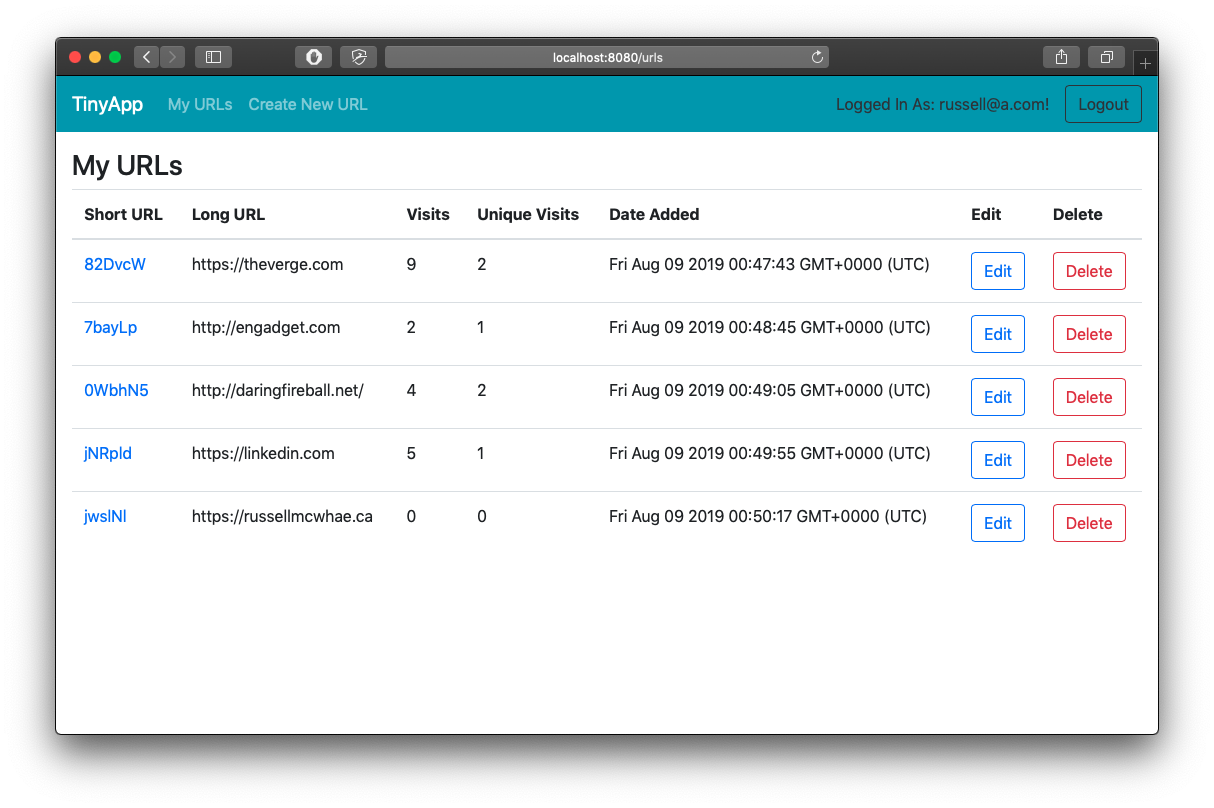 localhost:8080/urls
TinyApp My URLs Create New URL Logged In As: russell@a.com! Logout
My URLs
Short URL Long URL Visits Unique Visits Date Added Edit Delete
82DvcW https://theverge.com 9 2 Fri Aug 09 2019 00:47:43 GMT+0000 (UTC) Edit Delete
7bayLp http://engadget.com 2 1 Fri Aug 09 2019 00:48:45 GMT+0000 (UTC) Edit Delete
0WbhN5 http://daringfireball.net/ 4 2 Fri Aug 09 2019 00:49:05 GMT+0000 (UTC) Edit Delete
jNRpld https://linkedin.com 5 1 Fri Aug 09 2019 00:49:55 GMT+0000 (UTC) Edit Delete
jwslNl https://russellmcwhae.ca 0 0 Fri Aug 09 2019 00:50:17 GMT+0000 (UTC) Edit Delete